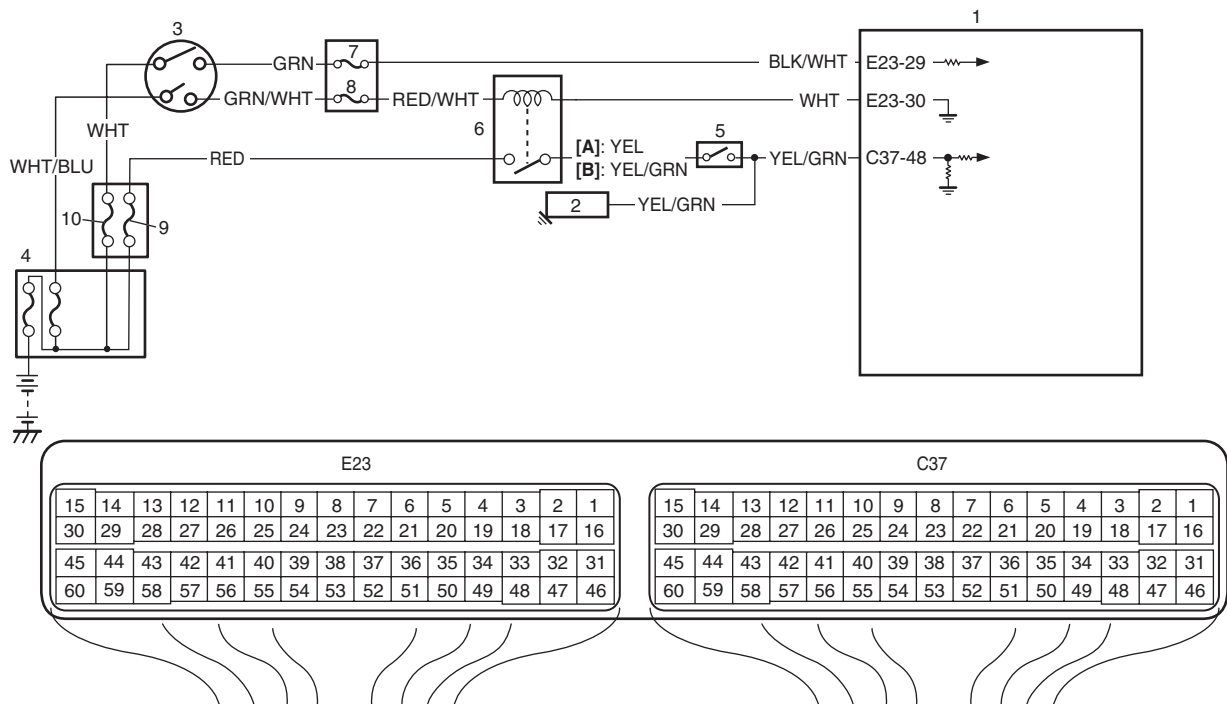 1
3
7
GRN
BLK/WHT
E23-29
8
GRN/WHT
RED/WHT
WHT
E23-30
6
WHT
5
[A]: YEL
[B]: YEL/GRN
YEL/GRN
C37-48
WHT/BLU
RED
2
YEL/GRN
10
9
4
E23
C37
15 14 13 12 11 10 9 8 7 6 5 4 3 2 1
30 29 28 27 26 25 24 23 22 21 20 19 18 17 16
45 44 43 42 41 40 39 38 37 36 35 34 33 32 31
60 59 58 57 56 55 54 53 52 51 50 49 48 47 46
15 14 13 12 11 10 9 8 7 6 5 4 3 2 1
30 29 28 27 26 25 24 23 22 21 20 19 18 17 16
45 44 43 42 41 40 39 38 37 36 35 34 33 32 31
60 59 58 57 56 55 54 53 52 51 50 49 48 47 46